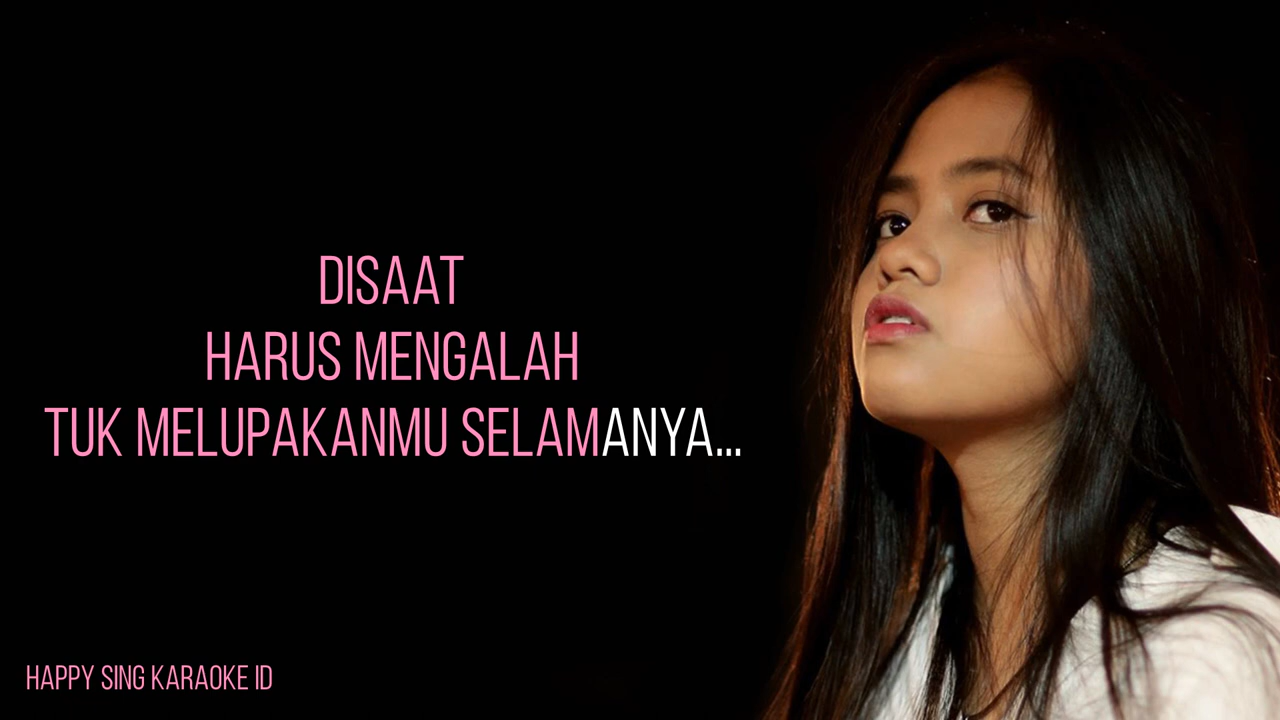 DISAAT
HARUS MENGALAH
TUK MELUPAKANMU SELAMANYA...
HAPPY SING KARAOKE ID